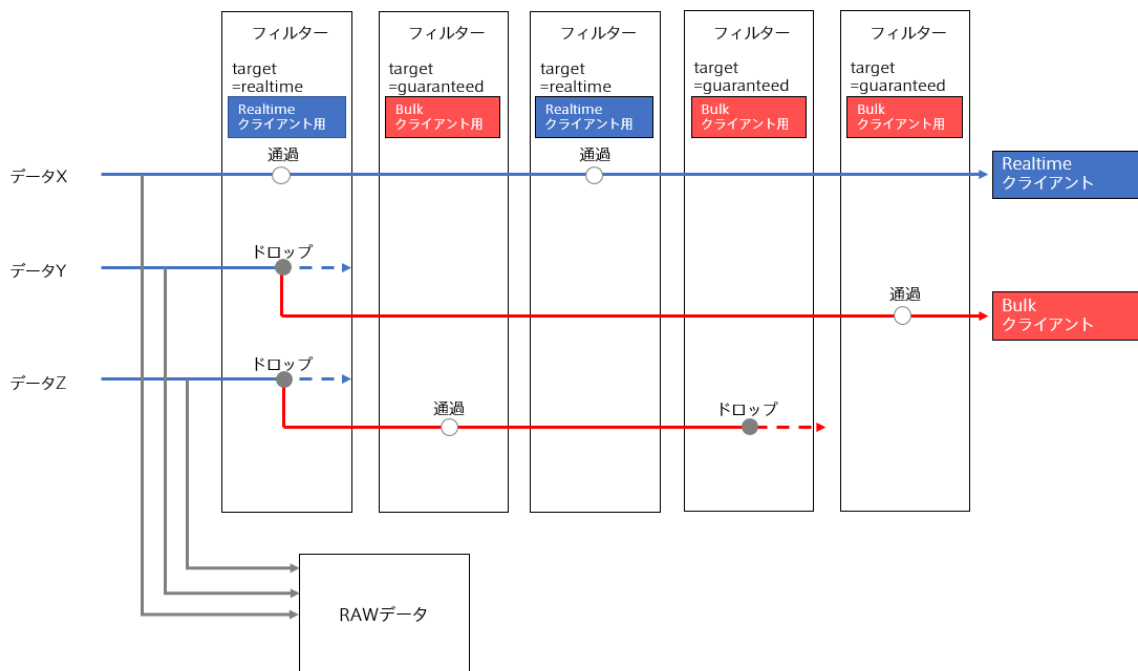 フィルター
target
=realtime
Realtime
クライアント用
フィルター
target
=guaranteed
Bulk
クライアント用
フィルター
target
=realtime
Realtime
クライアント用
フィルター
target
=guaranteed
Bulk
クライアント用
フィルター
target
=guaranteed
Bulk
クライアント用
データX
通過
通過
Realtime
クライアント
データY
ドロップ
通過
Bulk
クライアント
データZ
ドロップ
通過
ドロップ
RAWデータ